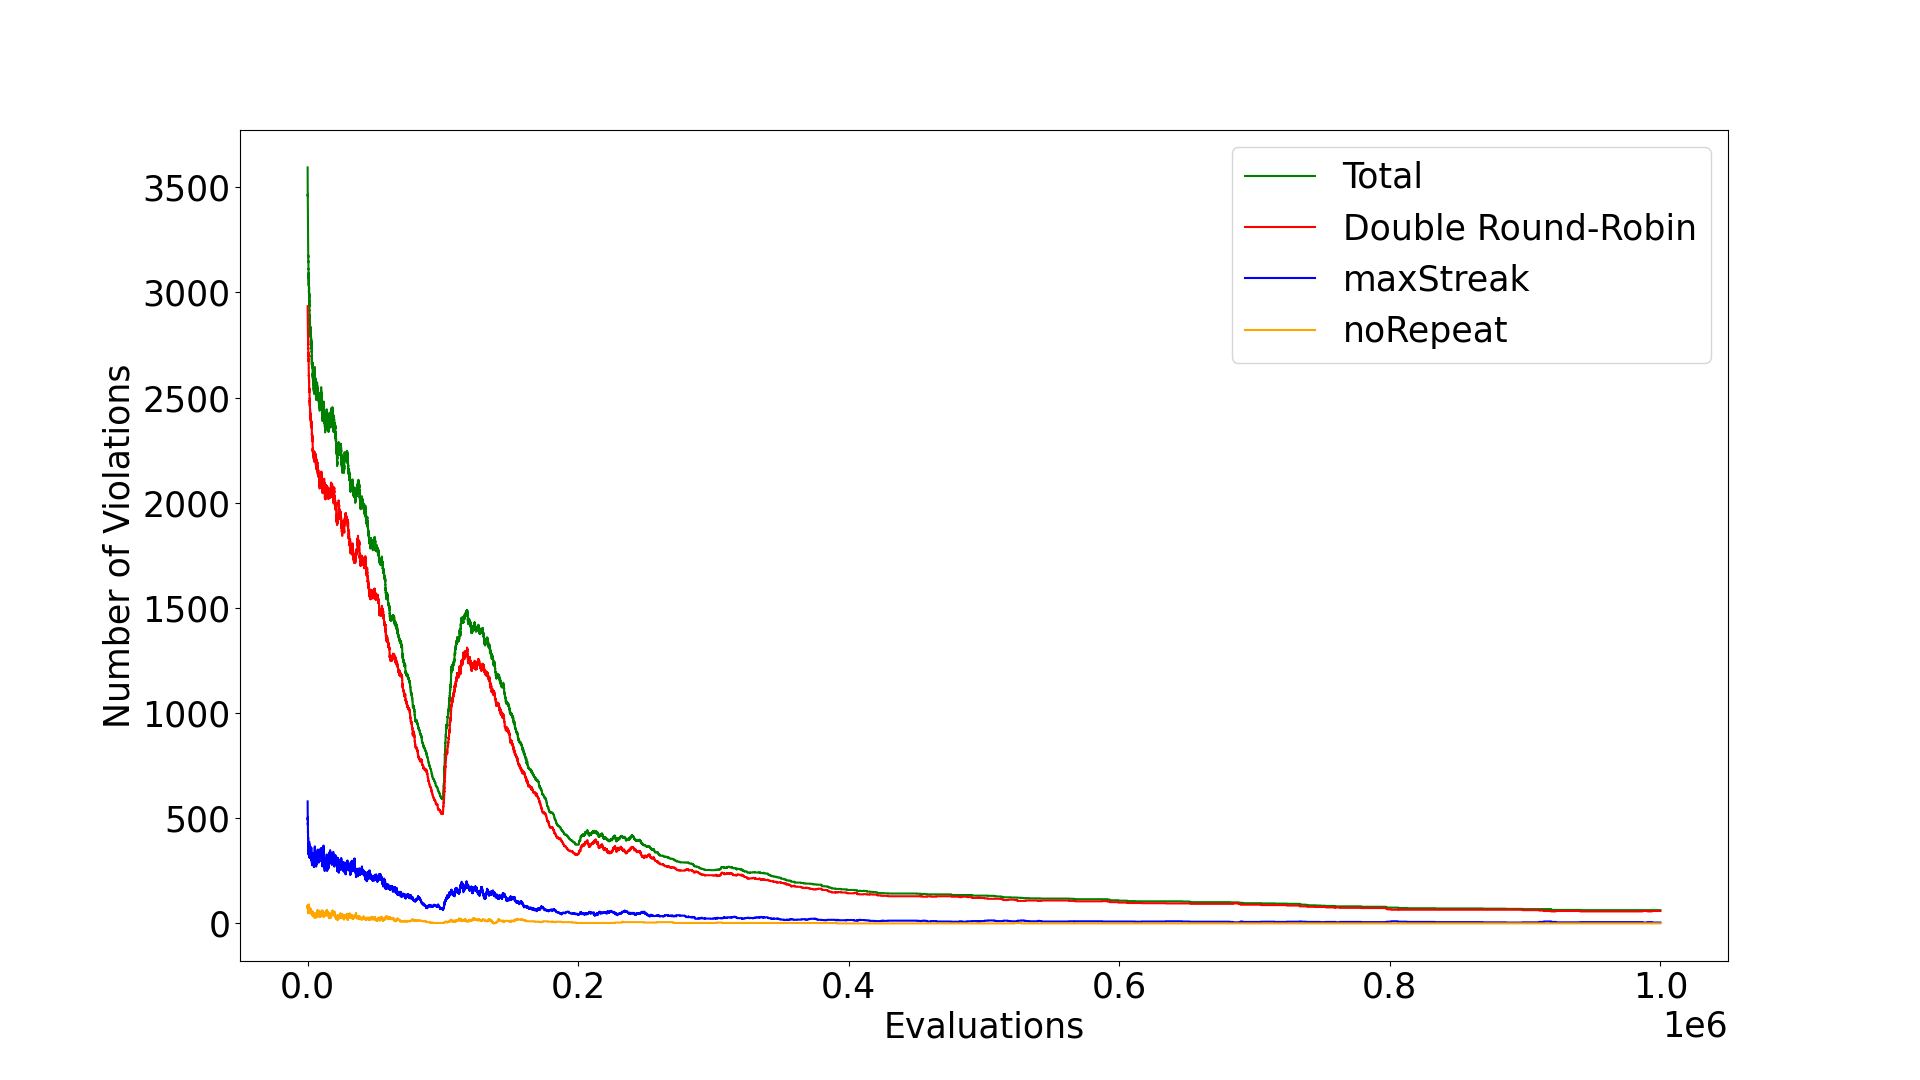 Total
Double Round-Robin
maxStreak
noRepeat
Number of Violations
3500
3000
2500
2000
1500
1000
500
0
0.0 0.2 0.4 0.6 0.8 1.0
Evaluations
1e6